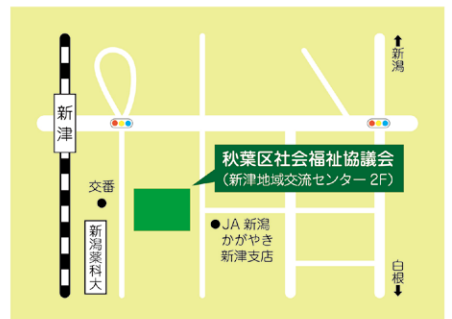 新潟
新津
秋葉区社会福祉協議会
(新津地域交流センター 2F)
交番
新潟薬科大
JA 新潟
かがやき
新津支店
白根